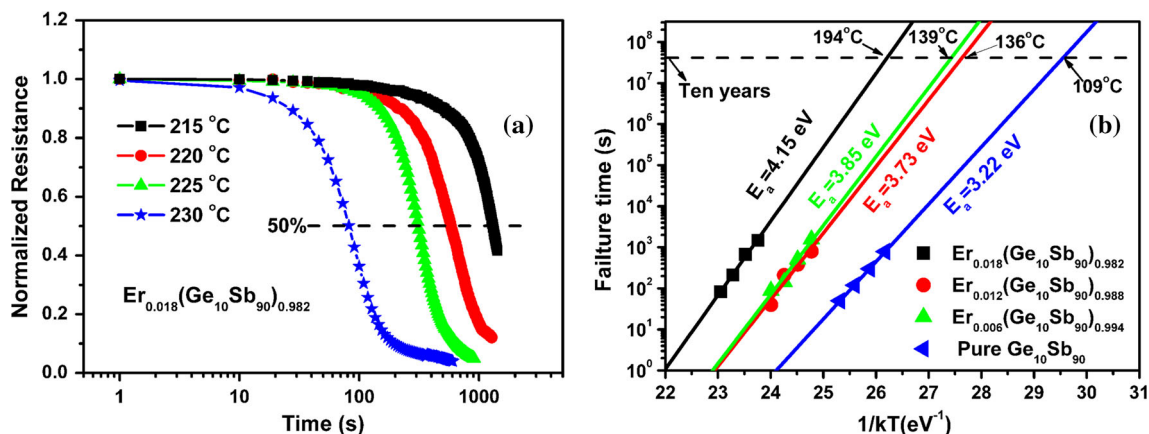 1.2
1.0
0.8
0.6
0.4
0.2
0.0
Normalized Resistance
(a)
215 °C
220 °C
225 °C
230 °C
50%
Er0.018(Ge10Sb90)0.982
1 10 100 1000
Time (s)
10^8
10^7
10^6
10^5
10^4
10^3
10^2
10^1
10^0
Failture time (s)
194°C
139°C
136°C
109°C
Ten years
(b)
Ea=4.15 eV
Ea=3.85 eV
Ea=3.73 eV
Ea=3.22 eV
Er0.018(Ge10Sb90)0.982
Er0.012(Ge10Sb90)0.988
Er0.006(Ge10Sb90)0.994
Pure Ge10Sb90
22 23 24 25 26 27 28 29 30 31
1/kT(eV-1)